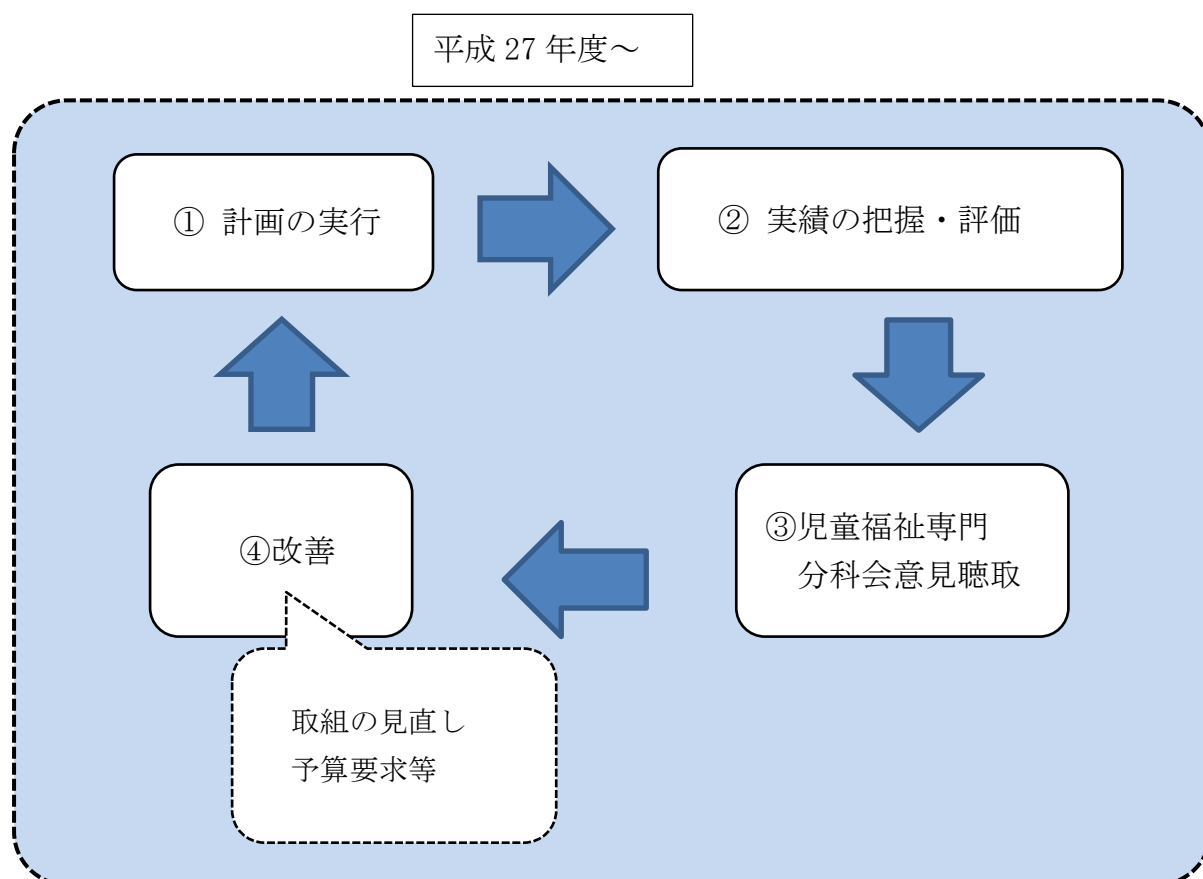 平成 27 年度～
① 計画の実行
② 実績の把握・評価
③児童福祉専門
分科会意見聴取
④改善
取組の見直し
予算要求等